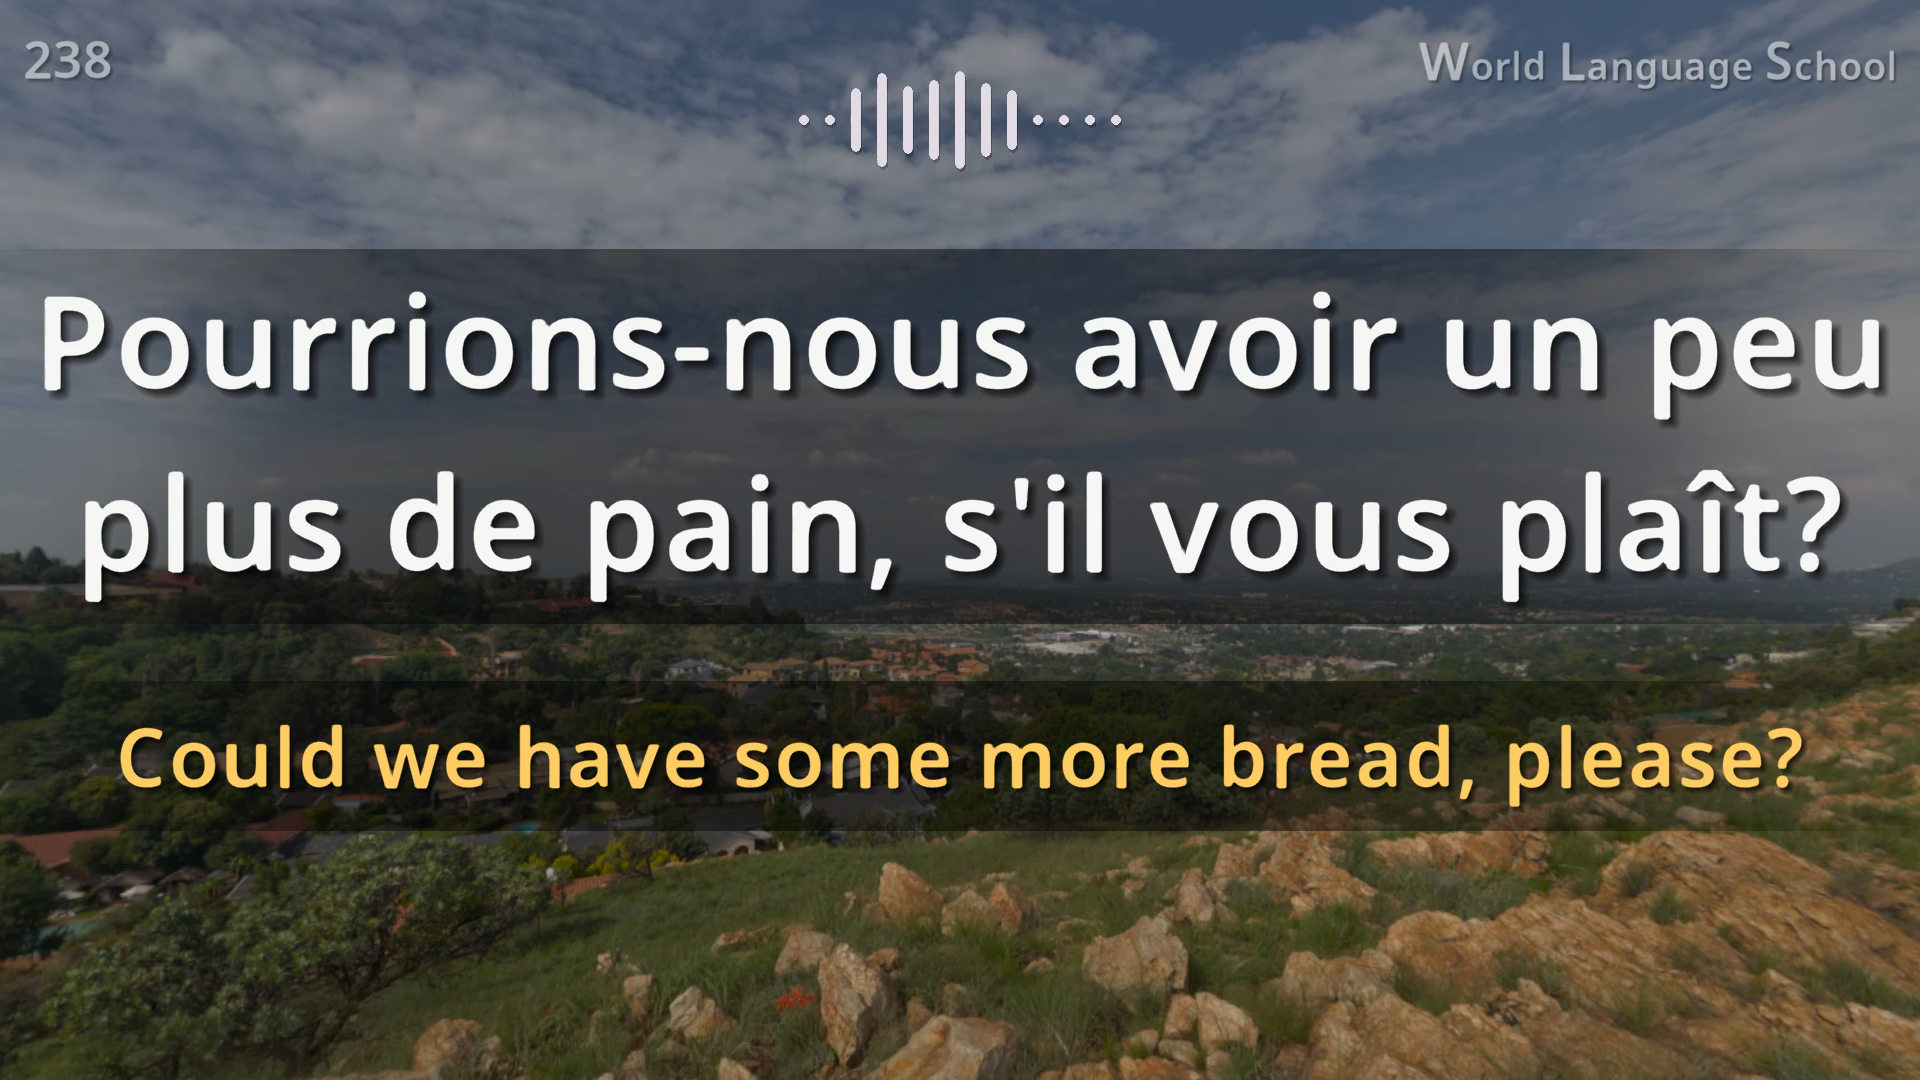 238
World Language School
Pourrions-nous avoir un peu
plus de pain, s'il vous plaît?
Could we have some more bread, please?